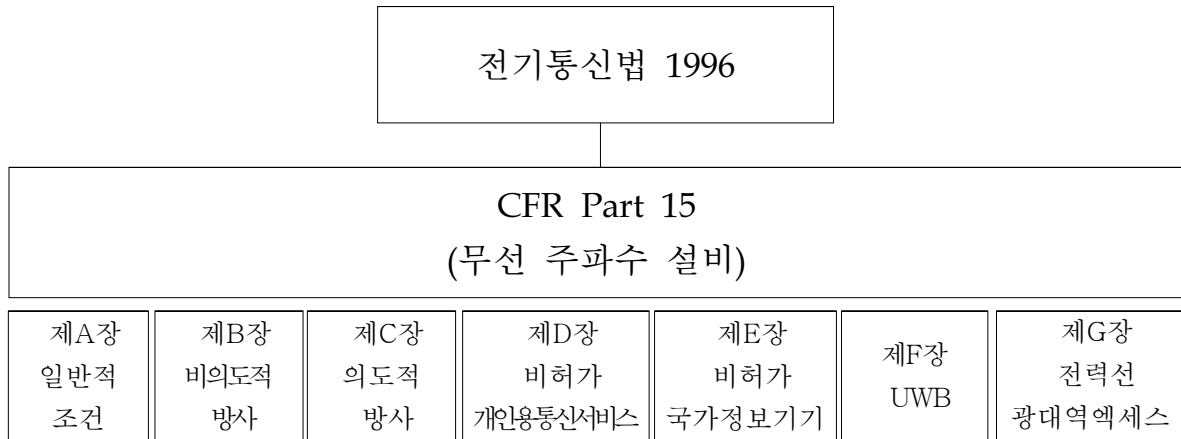 전기통신법 1996
CFR Part 15
(무선 주파수 설비)
제A장
일반적
조건
제B장
비의도적
방사
제C장
의도적
방사
제D장
비허가
개인용통신서비스
제E장
비허가
국가정보기기
제F장
UWB
제G장
전력선
광대역엑세스